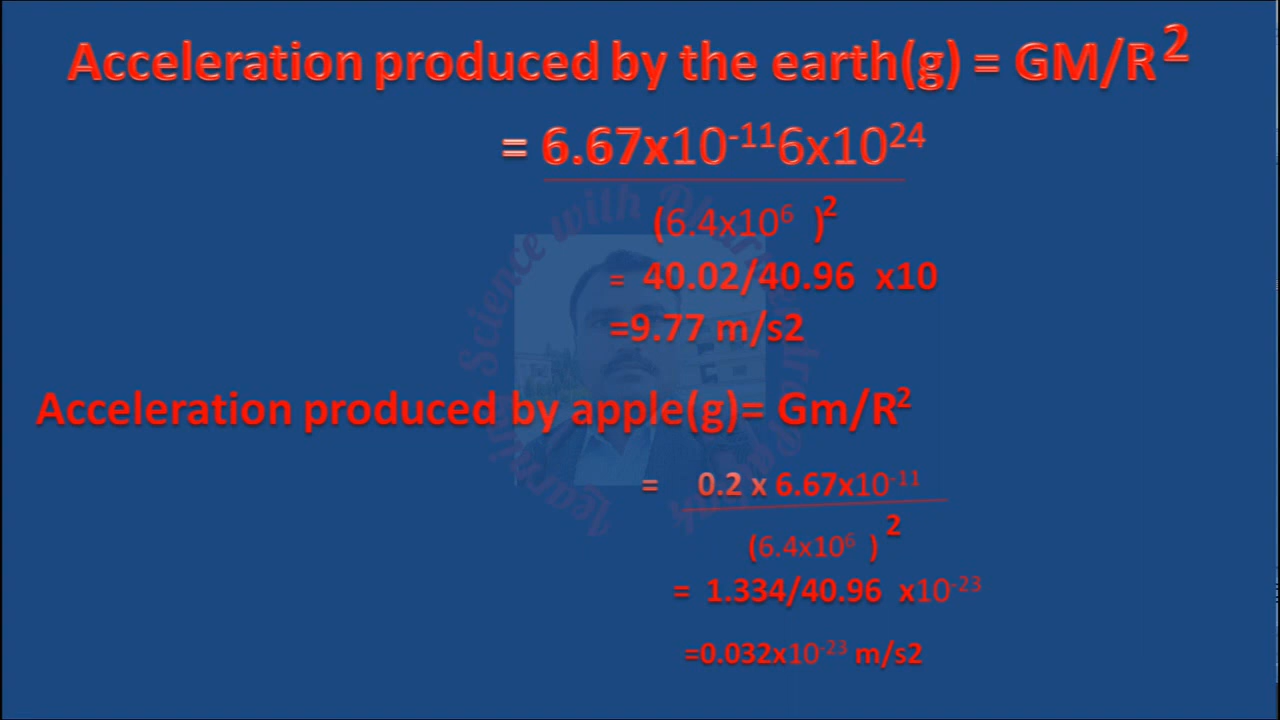 Acceleration produced by the earth(g) = GM/R²
= 6.67x10⁻¹¹6x10²⁴
(6.4x10⁶ )²
= 40.02/40.96 x10
=9.77 m/s2
Acceleration produced by apple(g)= Gm/R²
= 0.2 x 6.67x10⁻¹¹
(6.4x10⁶ )²
= 1.334/40.96 x10⁻²³
=0.032x10⁻²³ m/s2
Science with